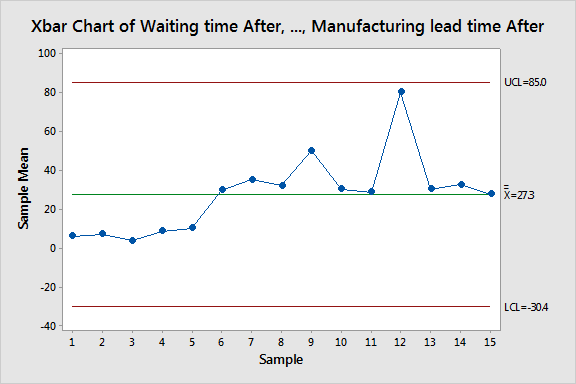 Xbar Chart of Waiting time After, ..., Manufacturing lead time After
100
80
60
40
20
0
-20
-40
Sample Mean
UCL=85.0
X=27.3
LCL=-30.4
1 2 3 4 5 6 7 8 9 10 11 12 13 14 15
Sample